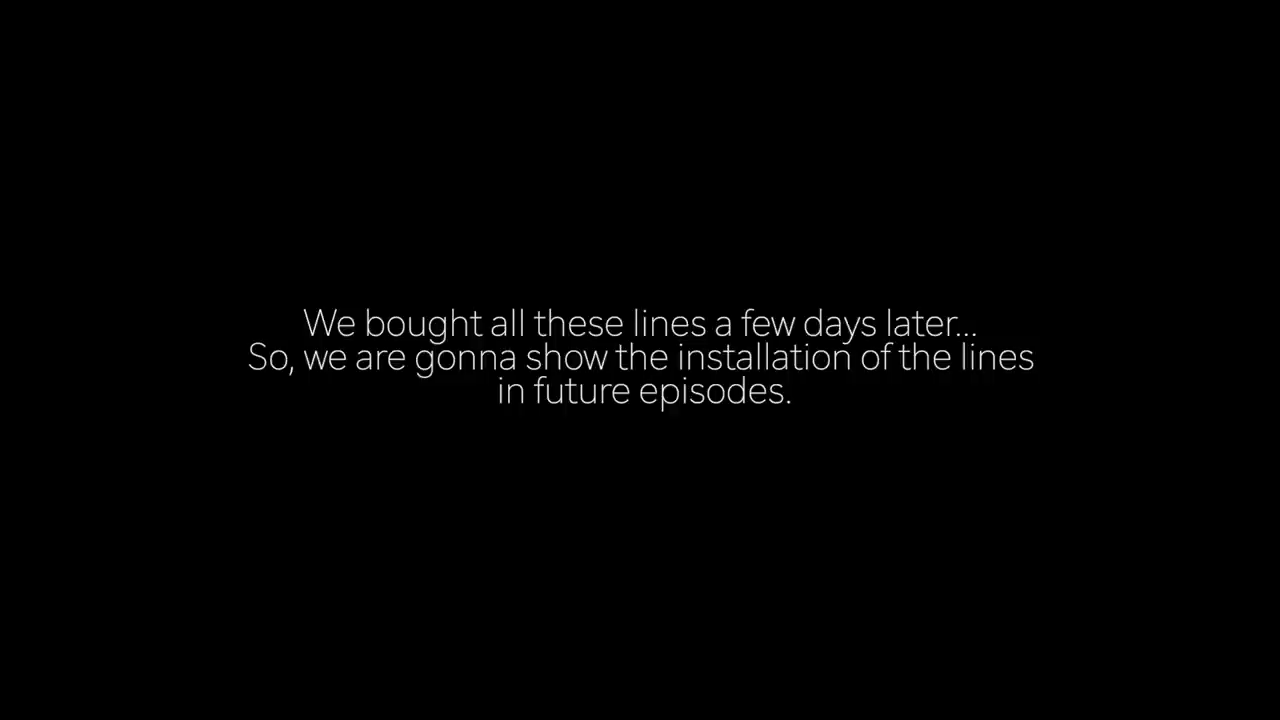 We bought all these lines a few days later...
So, we are gonna show the installation of the lines
in future episodes.